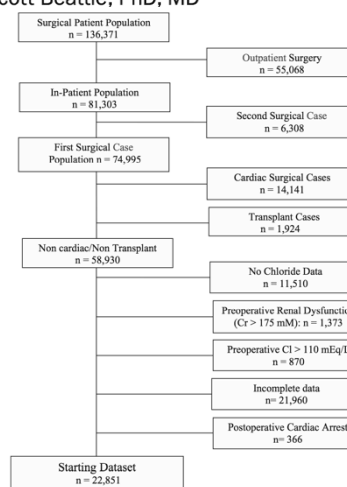 cott Beattie, PhD, MD
Surgical Patient Population
n = 136,371
Outpatient Surgery
n = 55,068
In-Patient Population
n = 81,303
Second Surgical Case
n = 6,308
First Surgical Case
Population n = 74,995
Cardiac Surgical Cases
n = 14,141
Transplant Cases
n = 1,924
Non cardiac/Non Transplant
n = 58,930
No Chloride Data
n = 11,510
Preoperative Renal Dysfunctio
(Cr > 175 mM): n = 1,373
Preoperative Cl > 110 mEq/L
n = 870
Incomplete data
n= 21,960
Postoperative Cardiac Arrest
n= 366
Starting Dataset
n = 22,851